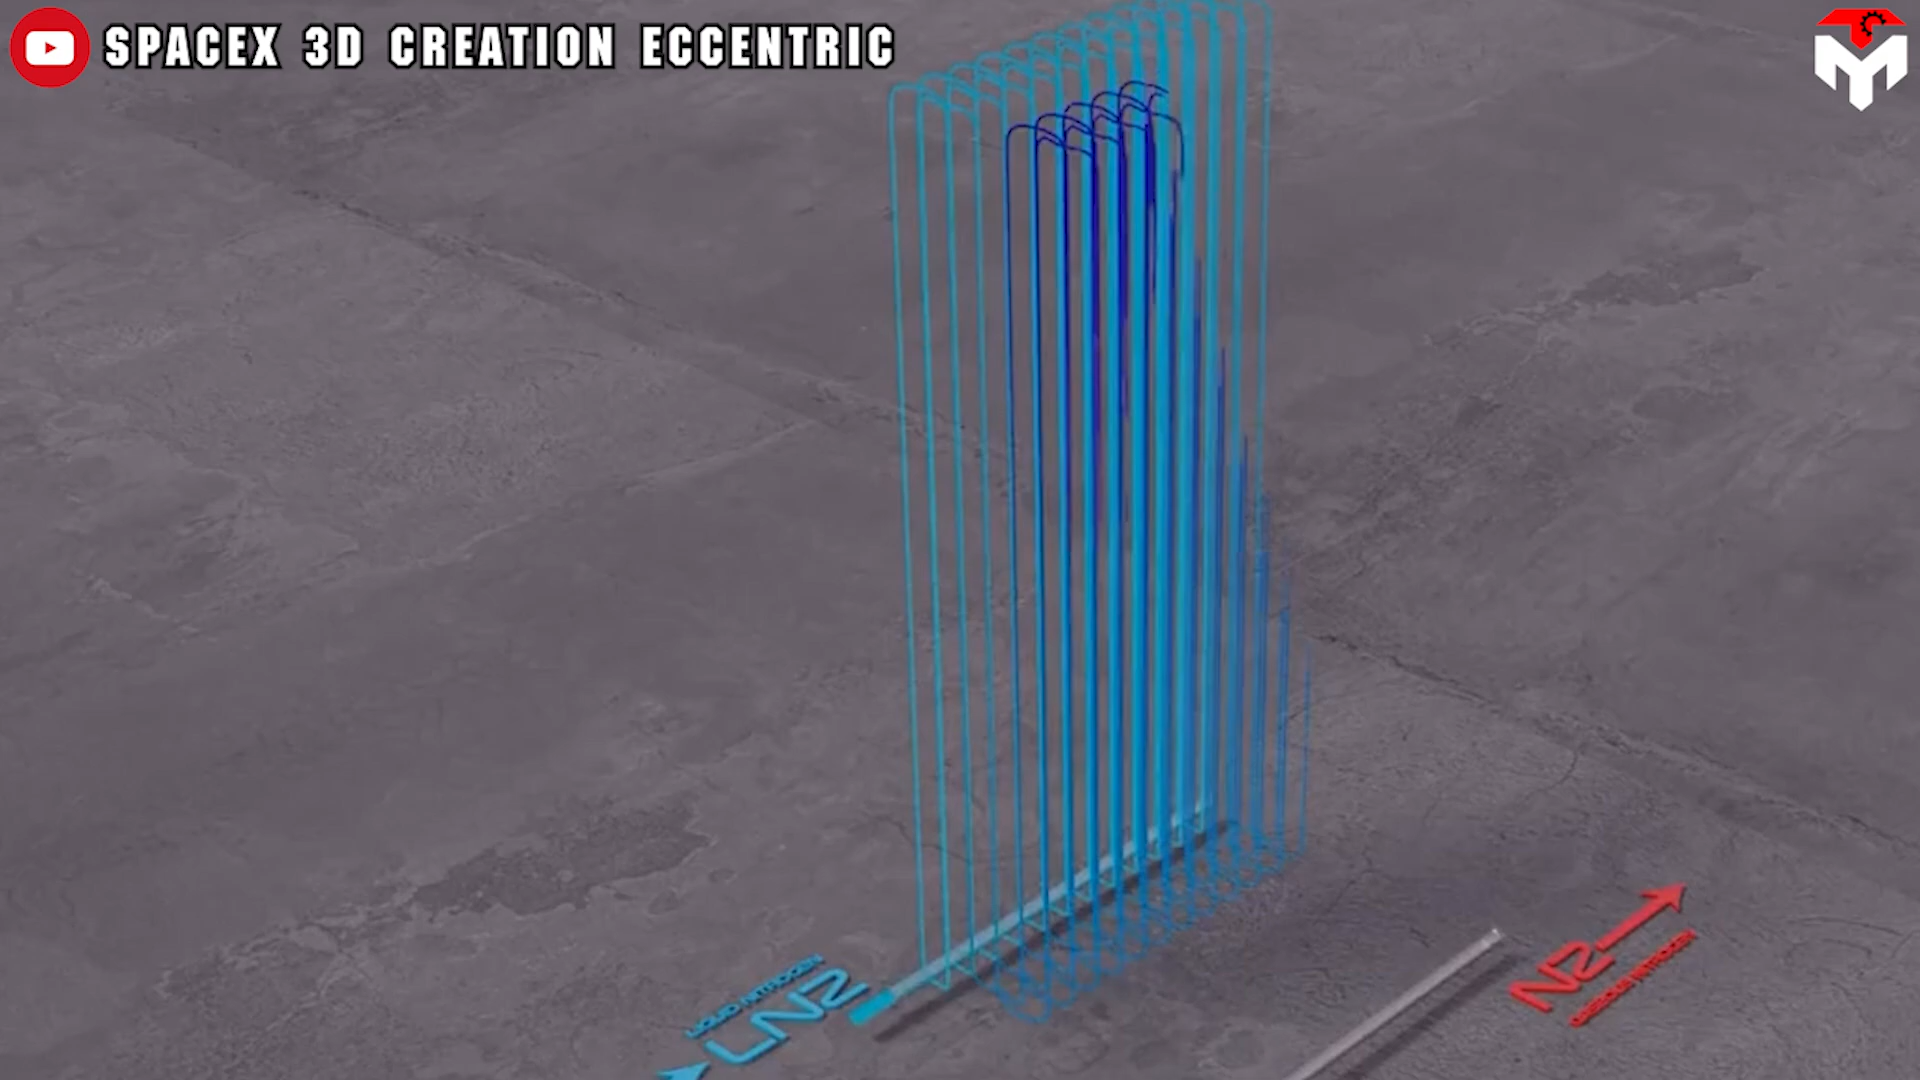 SPACEX 3D CREATION ECCENTRIC
LIQUID NITROGEN
LN2
N2
GASEOUS NITROGEN